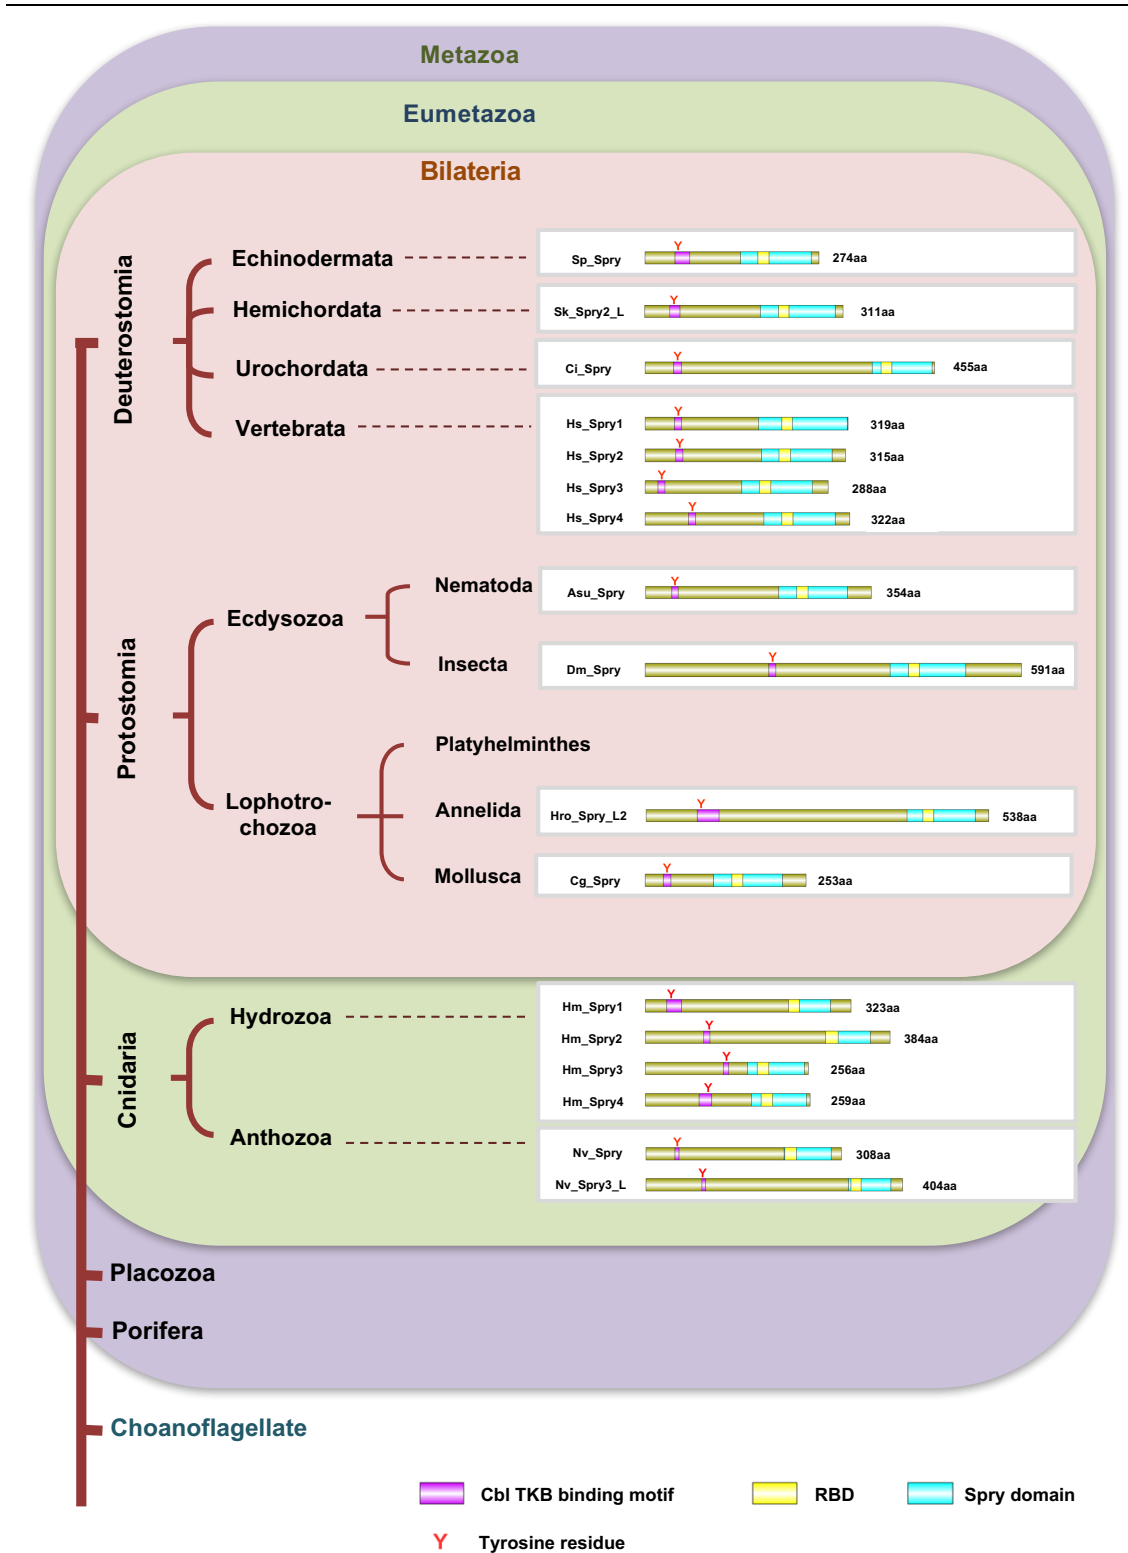 Metazoa
Eumetazoa
Bilateria
Deuterostomia
Echinodermata
Y
Sp_Spry
274aa
Hemichordata
Y
Sk_Spry2_L
311aa
Urochordata
Y
Ci_Spry
455aa
Vertebrata
Y
Hs_Spry1
319aa
Y
Hs_Spry2
315aa
Y
Hs_Spry3
288aa
Y
Hs_Spry4
322aa
Protostomia
Ecdysozoa
Nematoda
Y
Asu_Spry
354aa
Insecta
Y
Dm_Spry
591aa
Lophotro-
chozoa
Platyhelminthes
Annelida
Y
Hro_Spry_L2
538aa
Mollusca
Y
Cg_Spry
253aa
Cnidaria
Hydrozoa
Y
Hm_Spry1
323aa
Y
Hm_Spry2
384aa
Y
Hm_Spry3
256aa
Y
Hm_Spry4
259aa
Anthozoa
Y
Nv_Spry
308aa
Y
Nv_Spry3_L
404aa
Placozoa
Porifera
Choanoflagellate
Cbl TKB binding motif
RBD
Spry domain
Y Tyrosine residue